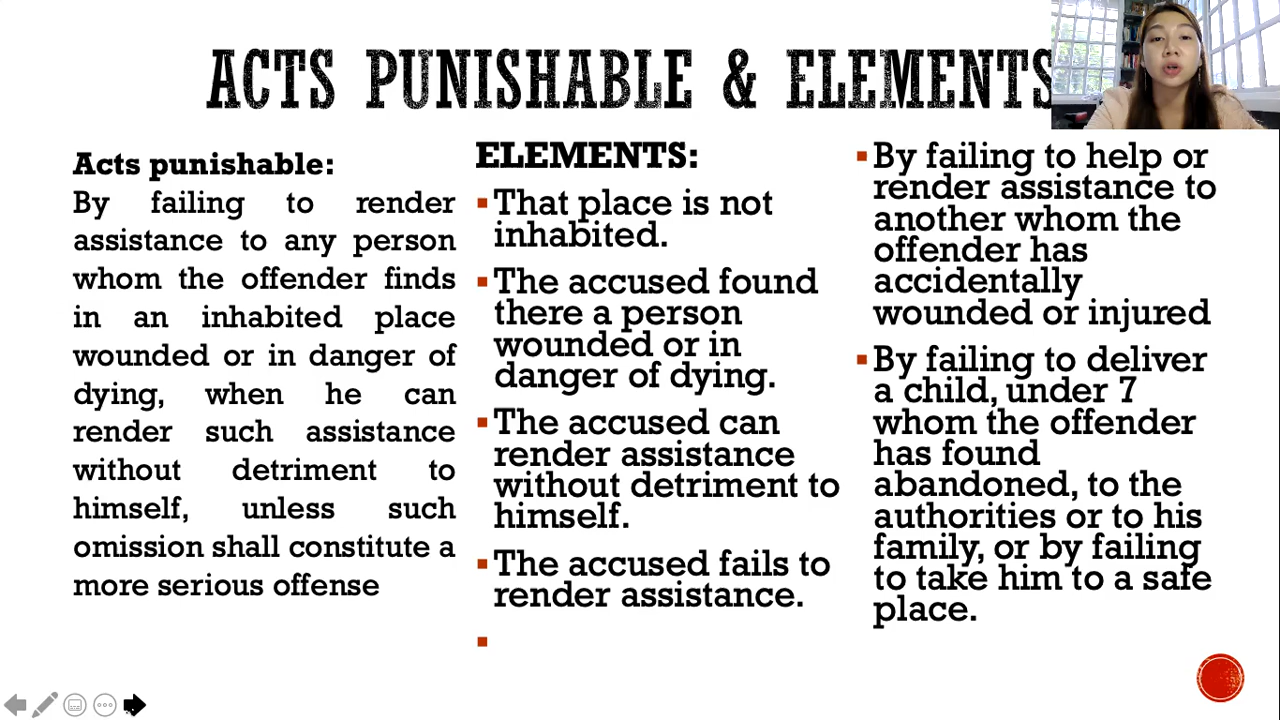 ACTS PUNISHABLE & ELEMENTS
Acts punishable:
By failing to render
assistance to any person
whom the offender finds
in an inhabited place
wounded or in danger of
dying, when he can
render such assistance
without detriment to
himself, unless such
omission shall constitute a
more serious offense
ELEMENTS:
That place is not
inhabited.
The accused found
there a person
wounded or in
danger of dying.
The accused can
render assistance
without detriment to
himself.
The accused fails to
render assistance.
By failing to help or
render assistance to
another whom the
offender has
accidentally
wounded or injured
By failing to deliver
a child, under 7
whom the offender
has found
abandoned, to the
authorities or to his
family, or by failing
to take him to a safe
place.